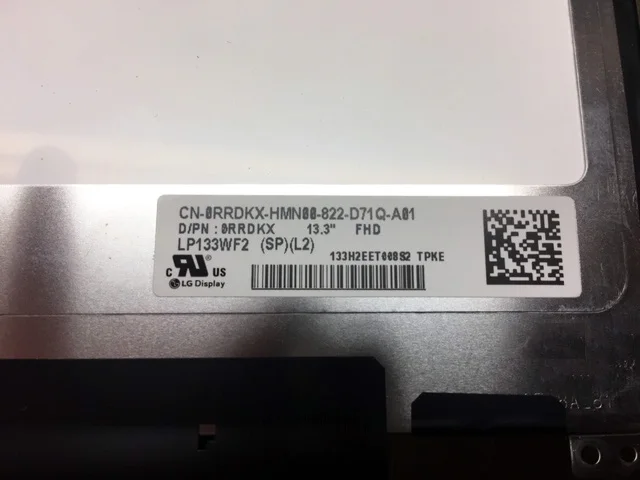 CN-0RRDKX-HMN00-822-D71Q-A01
D/PN : 0RRDKX 13.3" FHD
LP133WF2 (SP)(L2)
133H2EET008S2 TPKE
c RU US
LG Display